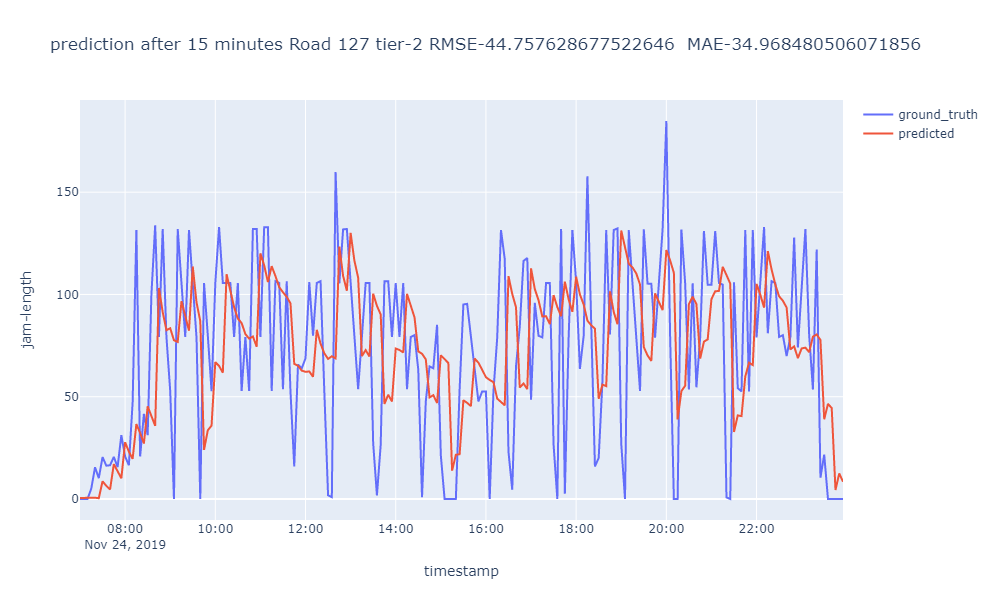 prediction after 15 minutes Road 127 tier-2 RMSE-44.757628677522646  MAE-34.968480506071856
ground_truth
predicted
150
100
50
0
jam-length
08:00 10:00 12:00 14:00 16:00 18:00 20:00 22:00
Nov 24, 2019
timestamp